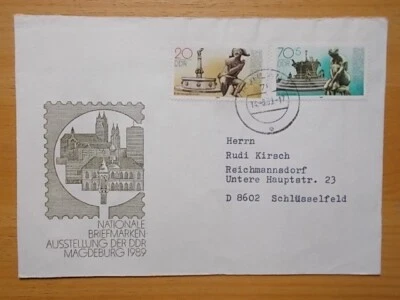 20
DDR
70+5
DDR
Herrn
Rudi Kirsch
Reichmannsdorf
Untere Hauptstr. 23
D 8602 Schlüsselfeld
NATIONALE
BRIEFMARKEN-
AUSSTELLUNG DER DDR
MAGDEBURG 1989